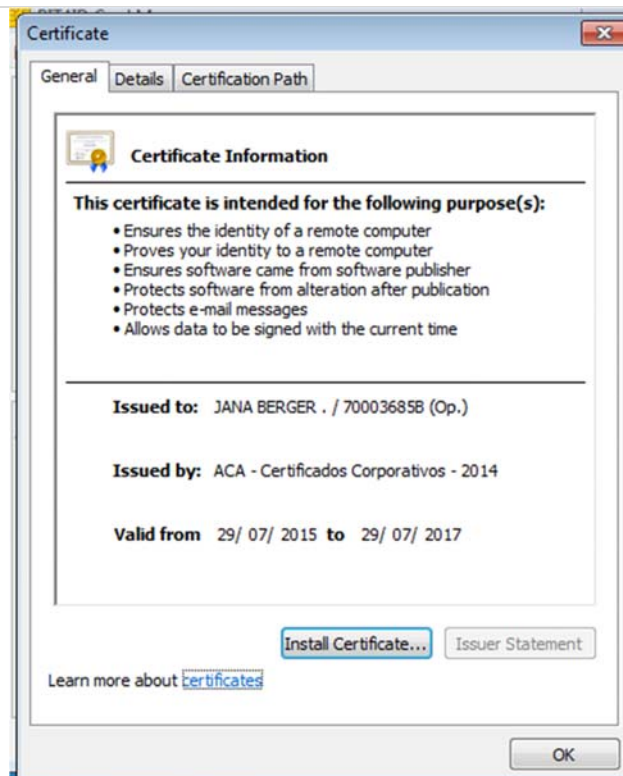 Certificate
General Details Certification Path
Certificate Information
This certificate is intended for the following purpose(s):
• Ensures the identity of a remote computer
• Proves your identity to a remote computer
• Ensures software came from software publisher
• Protects software from alteration after publication
• Protects e-mail messages
• Allows data to be signed with the current time
Issued to: JANA BERGER . / 70003685B (Op.)
Issued by: ACA - Certificados Corporativos - 2014
Valid from 29/ 07/ 2015 to 29/ 07/ 2017
Install Certificate... Issuer Statement
Learn more about certificates
OK